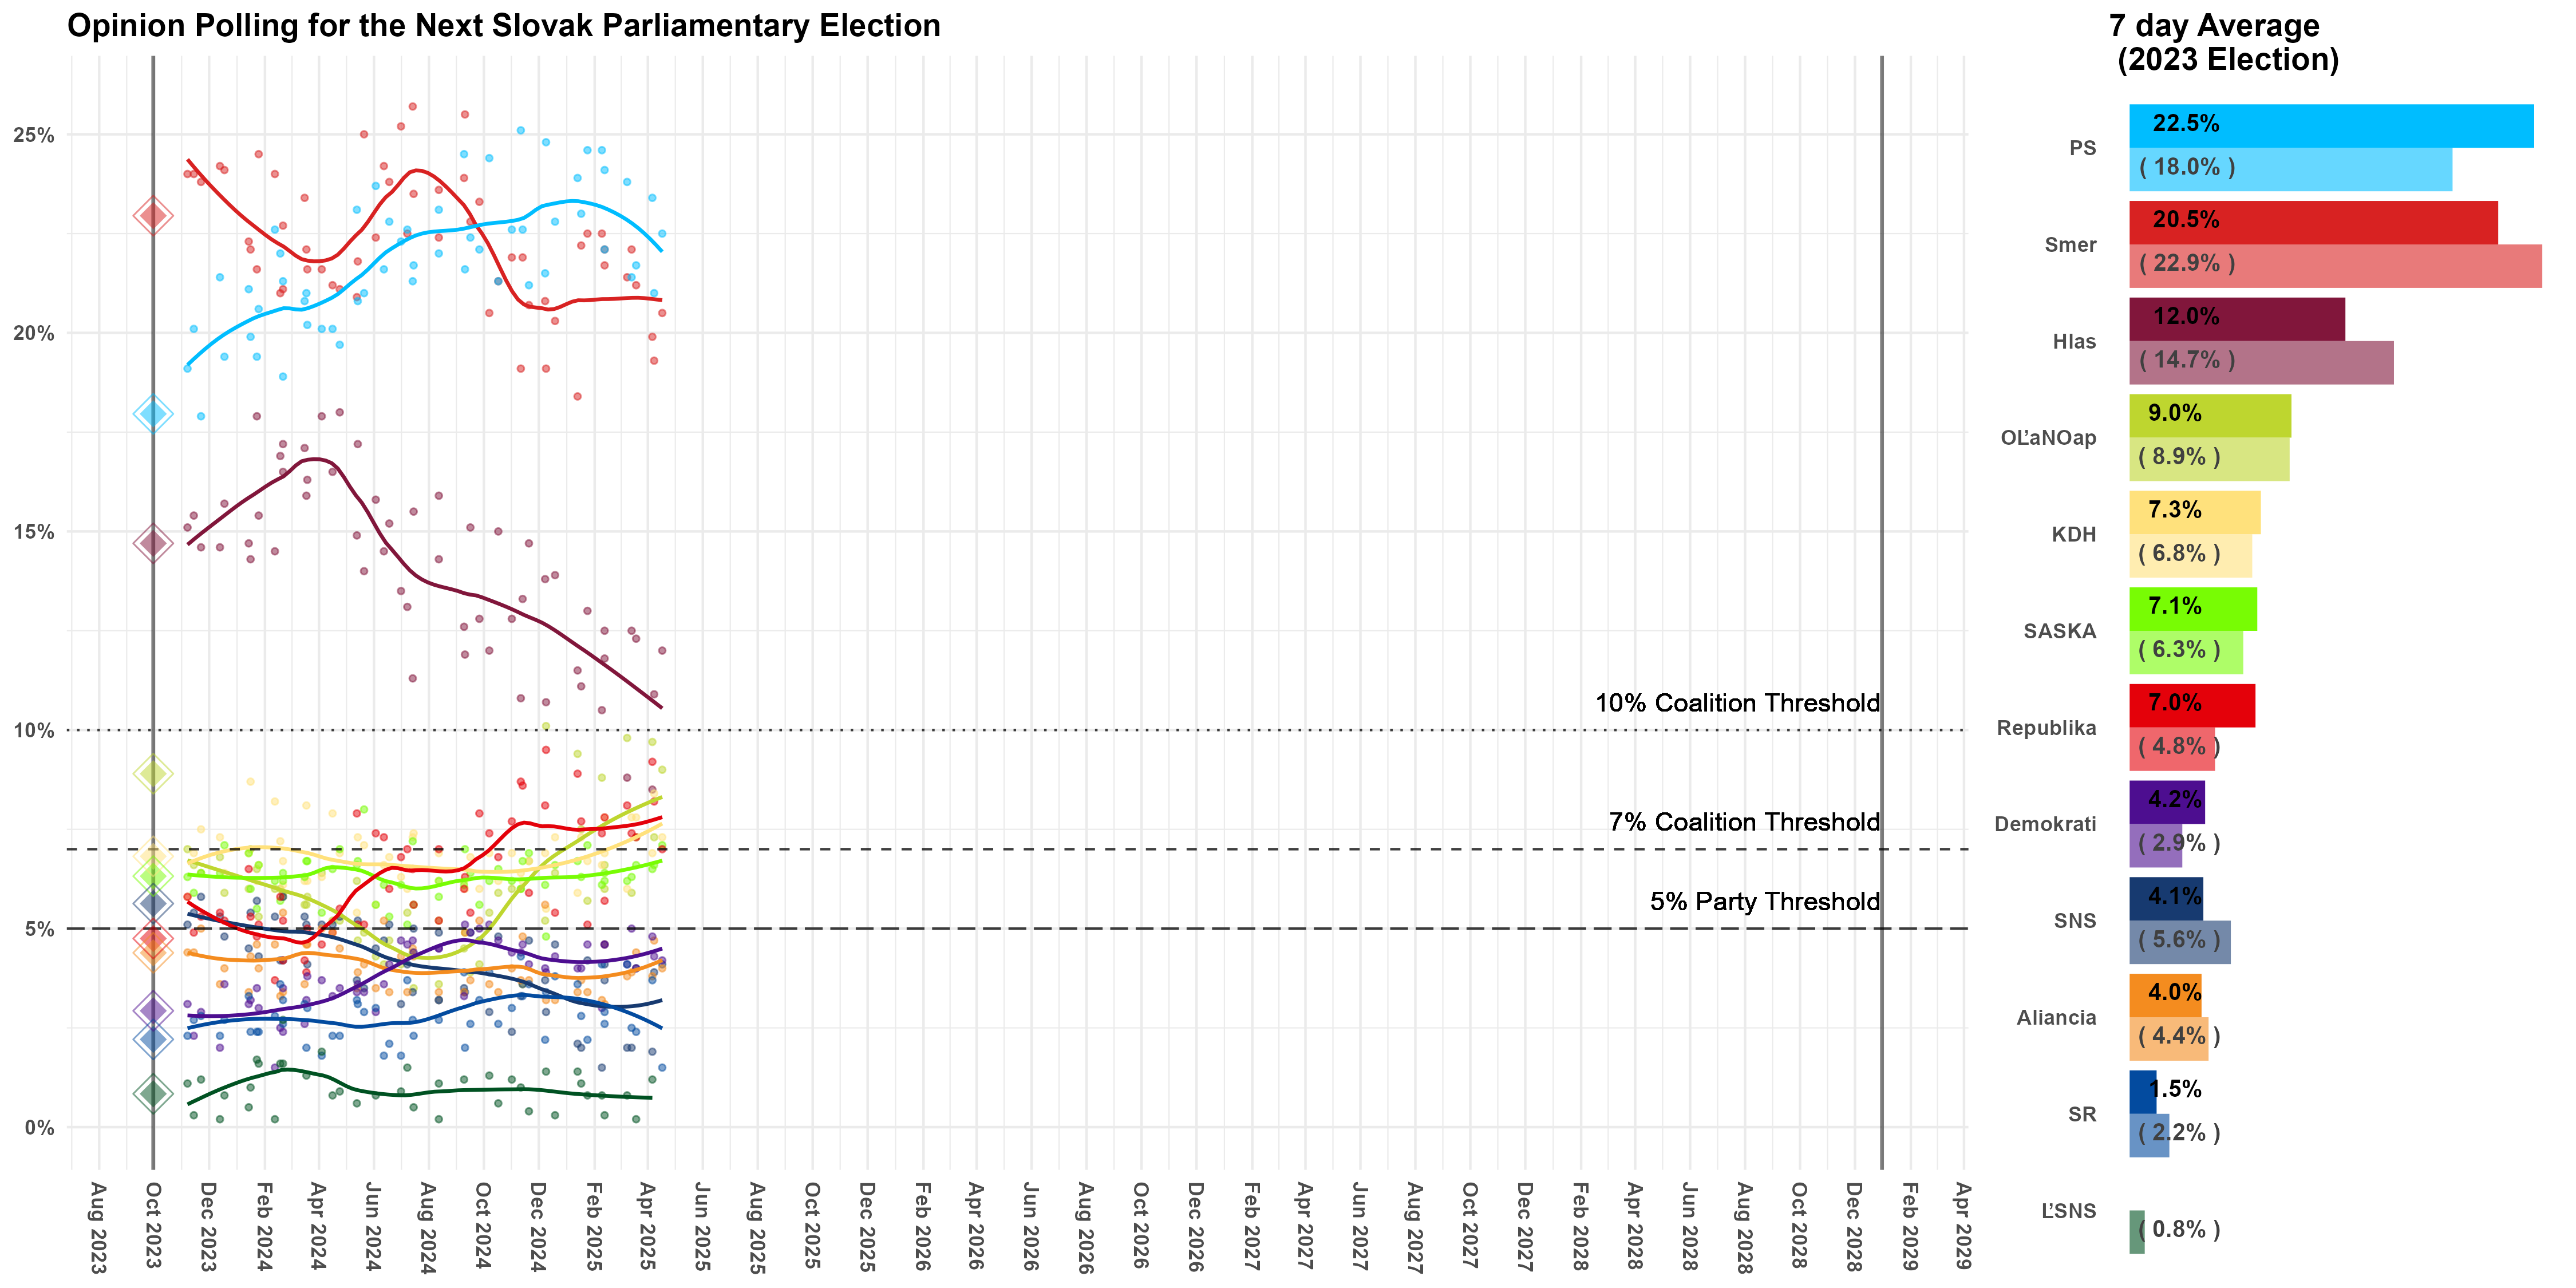 Opinion Polling for the Next Slovak Parliamentary Election
25%
20%
15%
10%
5%
0%
10% Coalition Threshold
7% Coalition Threshold
5% Party Threshold
Aug 2023
Oct 2023
Dec 2023
Feb 2024
Apr 2024
Jun 2024
Aug 2024
Oct 2024
Dec 2024
Feb 2025
Apr 2025
Jun 2025
Aug 2025
Oct 2025
Dec 2025
Feb 2026
Apr 2026
Jun 2026
Aug 2026
Oct 2026
Dec 2026
Feb 2027
Apr 2027
Jun 2027
Aug 2027
Oct 2027
Dec 2027
Feb 2028
Apr 2028
Jun 2028
Aug 2028
Oct 2028
Dec 2028
Feb 2029
Apr 2029
7 day Average
(2023 Election)
PS
22.5%
( 18.0% )
Smer
20.5%
( 22.9% )
Hlas
12.0%
( 14.7% )
OĽaNOap
9.0%
( 8.9% )
KDH
7.3%
( 6.8% )
SASKA
7.1%
( 6.3% )
Republika
7.0%
( 4.8% )
Demokrati
4.2%
( 2.9% )
SNS
4.1%
( 5.6% )
Aliancia
4.0%
( 4.4% )
SR
1.5%
( 2.2% )
ĽSNS
( 0.8% )